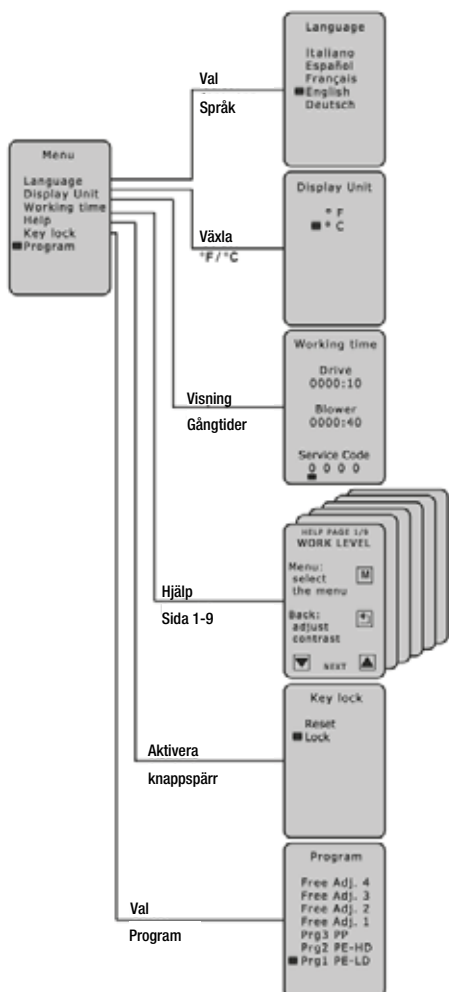 Language
Italiano
Español
Français
English
Deutsch
Val
Språk
Menu
Language
Display Unit
Working time
Help
Key lock
Program
Display Unit
° F
° C
Växla
°F/°C
Working time
Drive
0000:10
Blower
0000:40
Service Code
0 0 0 0
Visning
Gångtider
HELP PAGE 1/9
WORK LEVEL
Menu:
select
the menu
M
Back:
adjust
contrast
NEXT
Hjälp
Sida 1-9
Key lock
Reset
Lock
Aktivera
knappspärr
Program
Free Adj. 4
Free Adj. 3
Free Adj. 2
Free Adj. 1
Prg3 PP
Prg2 PE-HD
Prg1 PE-LD
Val
Program